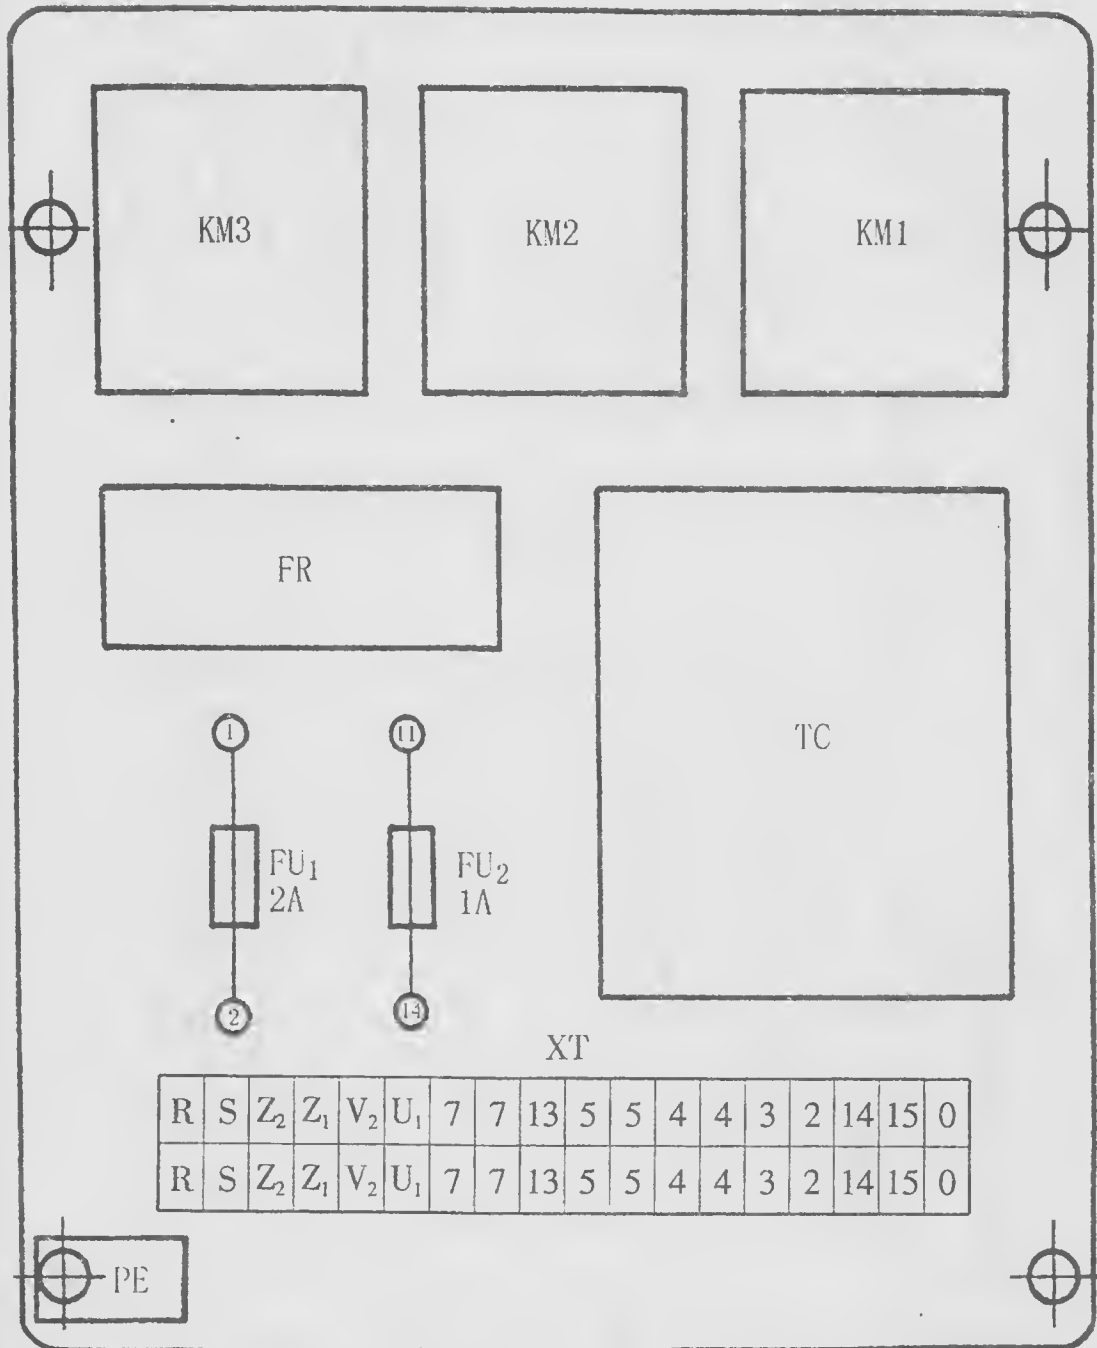 KM3 KM2 KM1
FR
TC
1 11
FU₁ FU₂
2A 1A
2 14
XT
R S Z₂ Z₁ V₂ U₁ 7 7 13 5 5 4 4 3 2 14 15 0
R S Z₂ Z₁ V₂ U₁ 7 7 13 5 5 4 4 3 2 14 15 0
PE